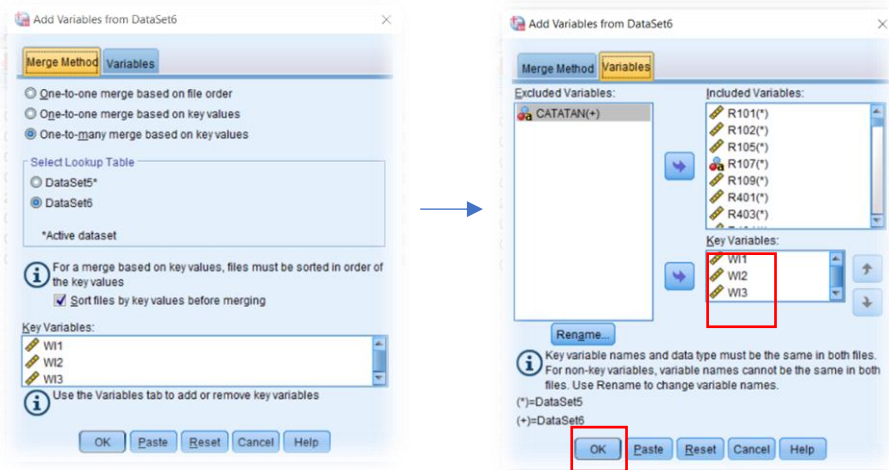 Add Variables from DataSet6
Merge Method Variables
One-to-one merge based on file order
One-to-one merge based on key values
One-to-many merge based on key values
Select Lookup Table
DataSet5*
DataSet6
*Active dataset
For a merge based on key values, files must be sorted in order of
the key values
Sort files by key values before merging
Key Variables:
WI1
WI2
WI3
Use the Variables tab to add or remove key variables
OK Paste Reset Cancel Help
Add Variables from DataSet6
Merge Method Variables
Excluded Variables:
CATATAN(+)
Included Variables:
R101(*)
R102(*)
R105(*)
R107(*)
R109(*)
R401(*)
R403(*)
Key Variables:
WI1
WI2
WI3
Rename...
Key variable names and data type must be the same in both files.
For non-key variables, variable names cannot be the same in both
files. Use Rename to change variable names.
(*)=DataSet5
(+)=DataSet6
OK Paste Reset Cancel Help